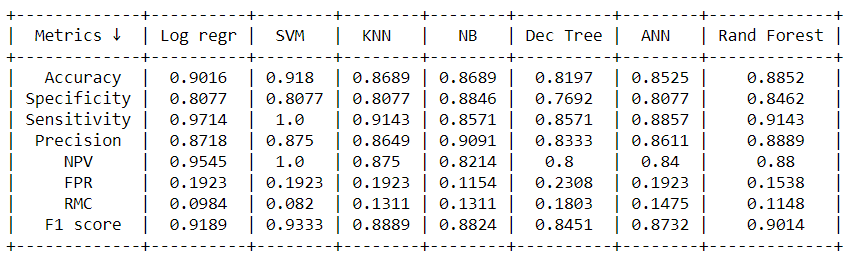 Metrics ↓ | Log regr | SVM | KNN | NB | Dec Tree | ANN | Rand Forest
Accuracy | 0.9016 | 0.918 | 0.8689 | 0.8689 | 0.8197 | 0.8525 | 0.8852
Specificity | 0.8077 | 0.8077 | 0.8077 | 0.8846 | 0.7692 | 0.8077 | 0.8462
Sensitivity | 0.9714 | 1.0 | 0.9143 | 0.8571 | 0.8571 | 0.8857 | 0.9143
Precision | 0.8718 | 0.875 | 0.8649 | 0.9091 | 0.8333 | 0.8611 | 0.8889
NPV | 0.9545 | 1.0 | 0.875 | 0.8214 | 0.8 | 0.84 | 0.88
FPR | 0.1923 | 0.1923 | 0.1923 | 0.1154 | 0.2308 | 0.1923 | 0.1538
RMC | 0.0984 | 0.082 | 0.1311 | 0.1311 | 0.1803 | 0.1475 | 0.1148
F1 score | 0.9189 | 0.9333 | 0.8889 | 0.8824 | 0.8451 | 0.8732 | 0.9014